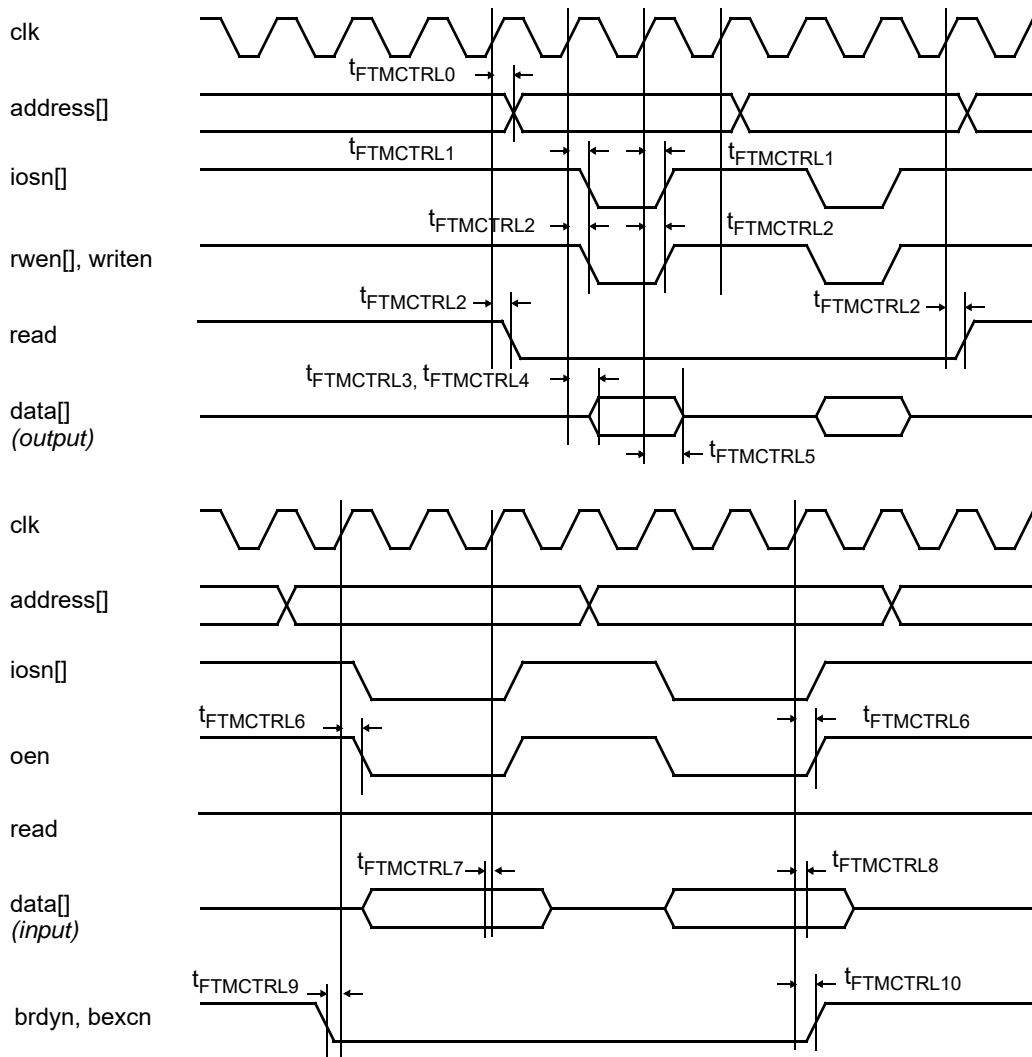 clk
tFTMCTRL0
address[]
tFTMCTRL1 tFTMCTRL1
iosn[]
tFTMCTRL2 tFTMCTRL2
rwen[], writen
tFTMCTRL2 tFTMCTRL2
read
tFTMCTRL3, tFTMCTRL4
data[]
(output)
tFTMCTRL5
clk
address[]
iosn[]
tFTMCTRL6 tFTMCTRL6
oen
read
tFTMCTRL7 tFTMCTRL8
data[]
(input)
tFTMCTRL9 tFTMCTRL10
brdyn, bexcn